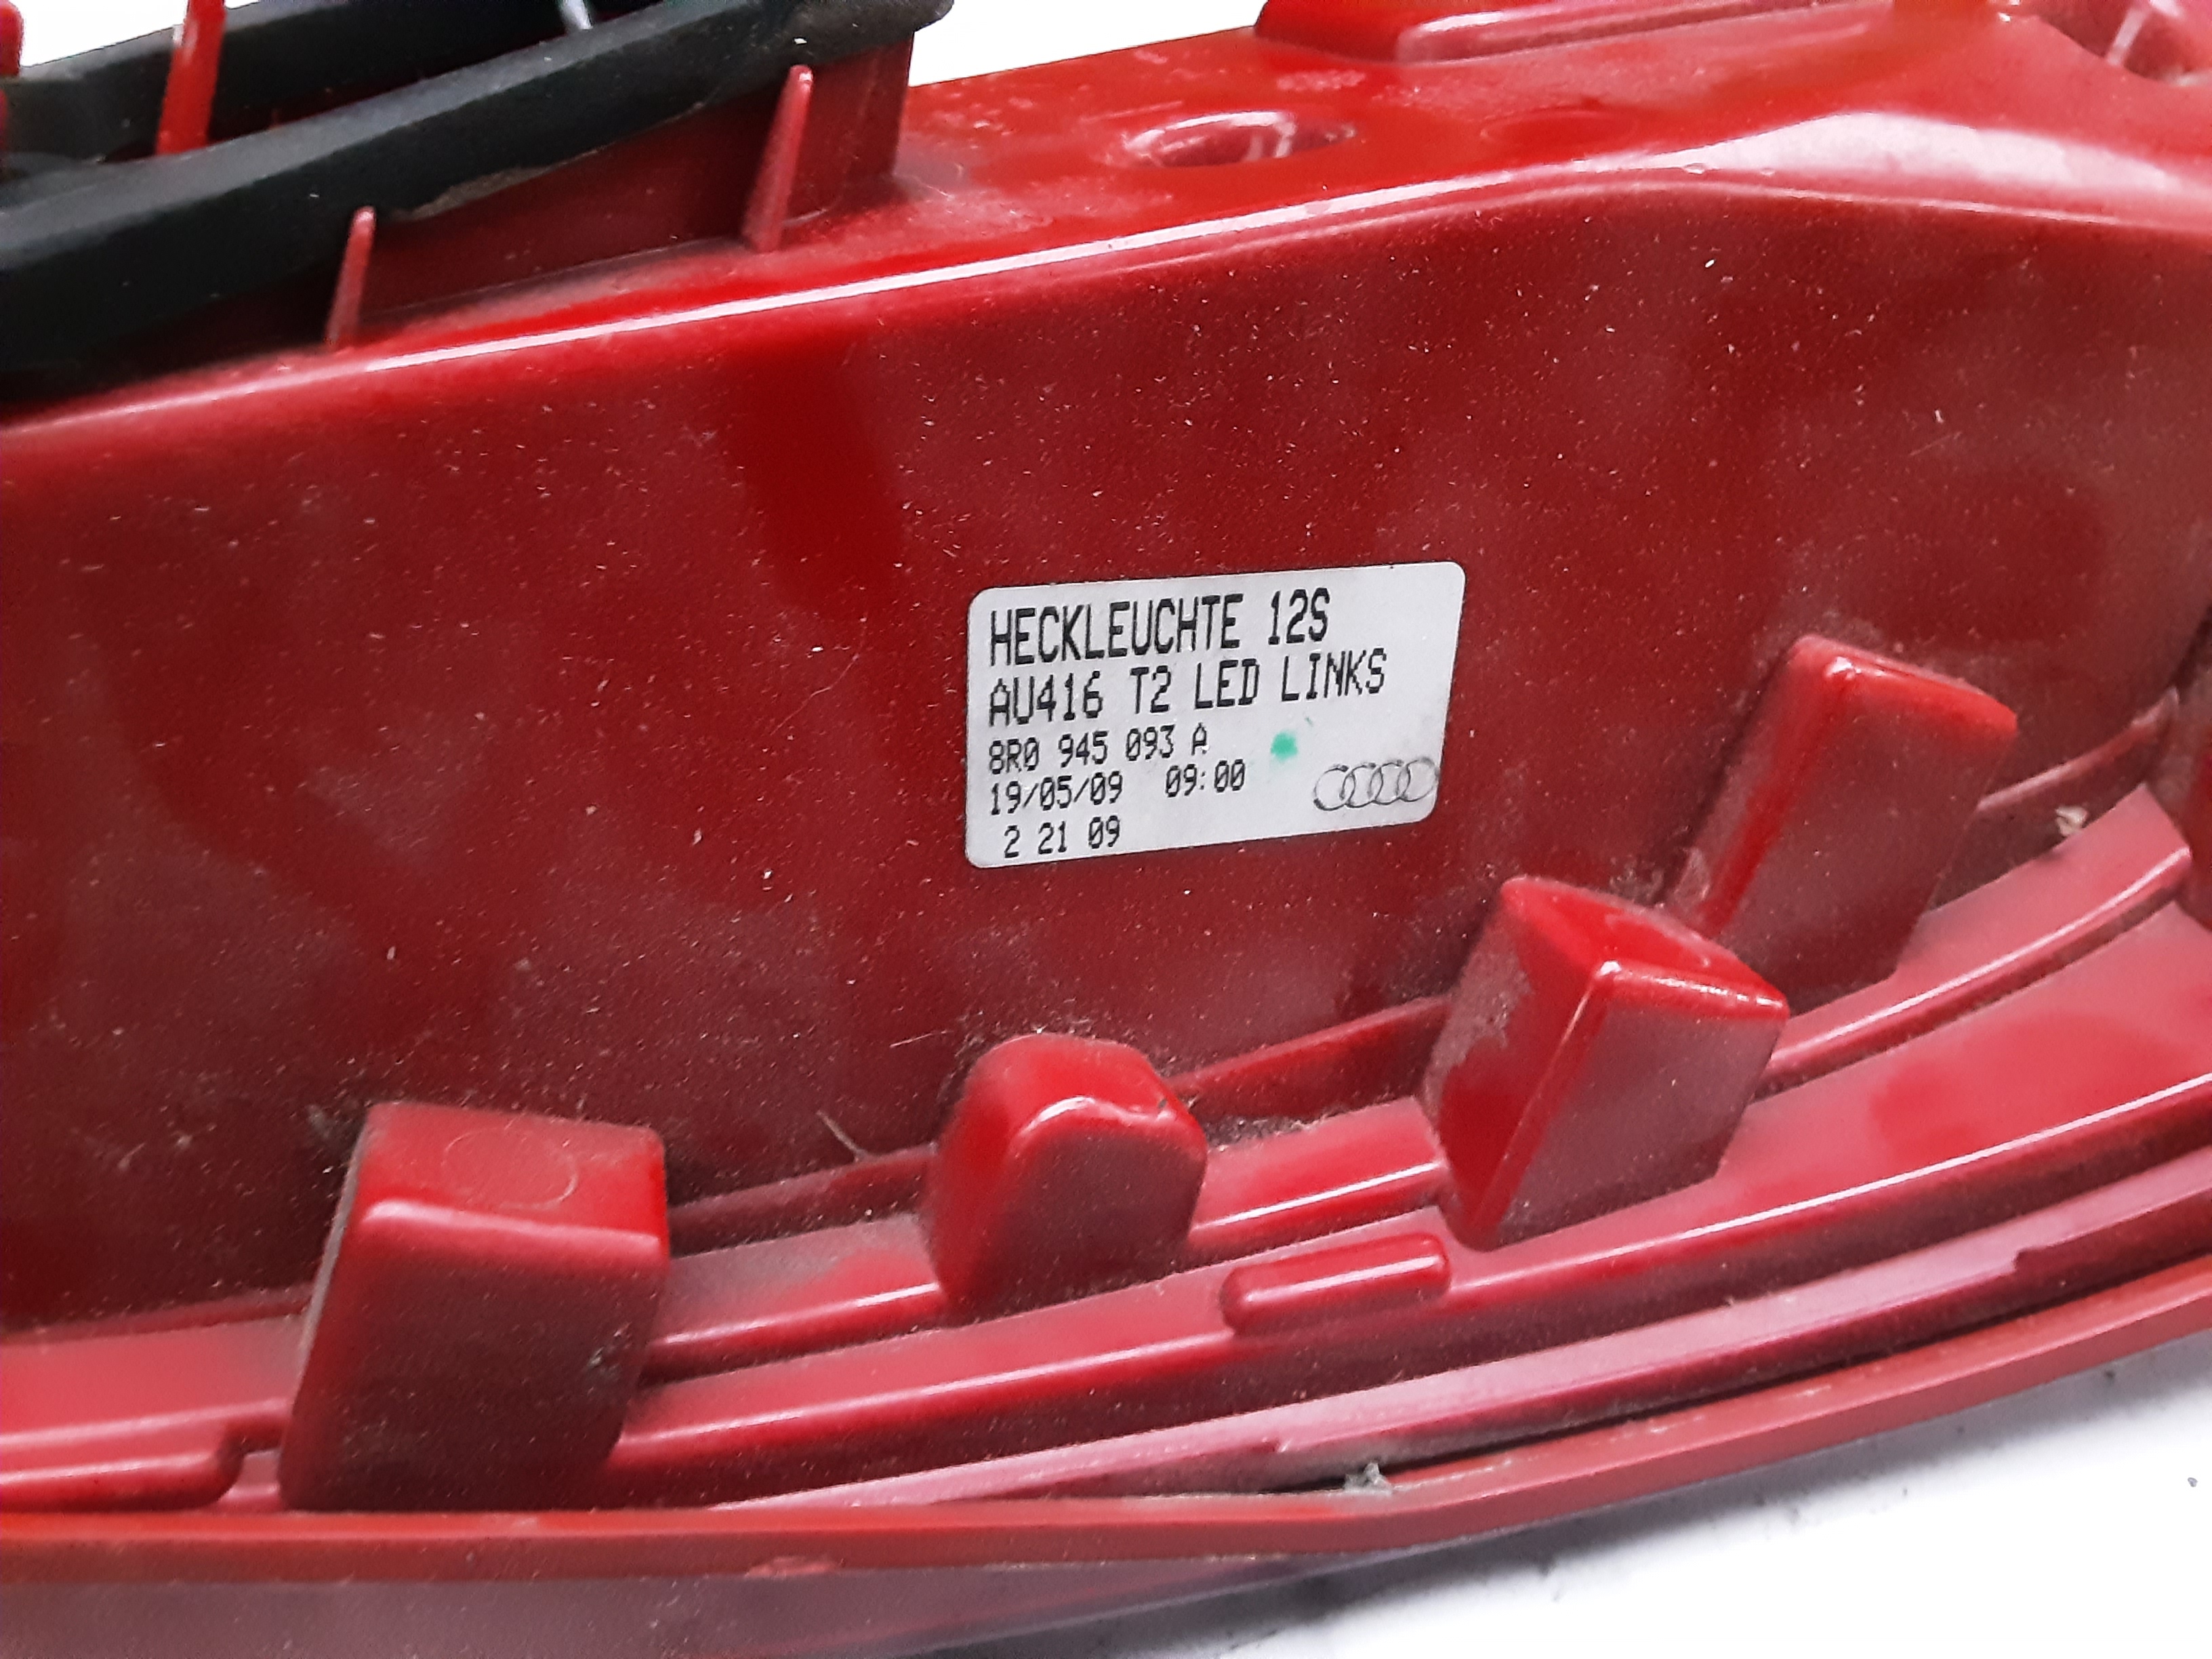 HECKLEUCHTE 12S
AU416 T2 LED LINKS
8R0 945 093 A
19/05/09 09:00
2 21 09